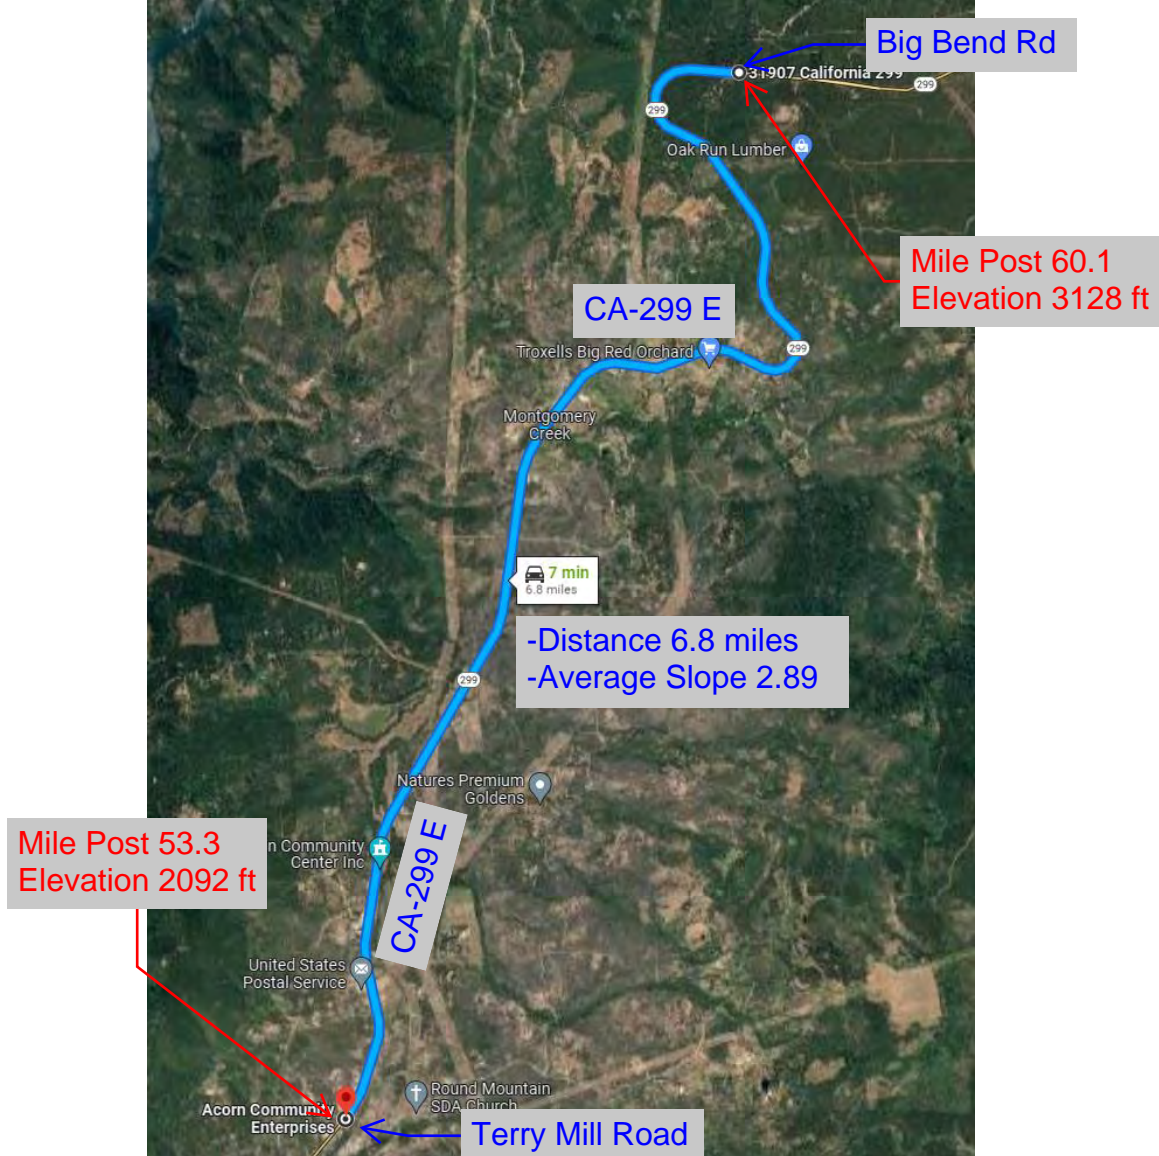 Big Bend Rd
31907 California 299
299
299
Oak Run Lumber
Mile Post 60.1
Elevation 3128 ft
CA-299 E
Troxells Big Red Orchard
299
Montgomery
Creek
7 min
6.8 miles
-Distance 6.8 miles
-Average Slope 2.89
299
Natures Premium
Goldens
Mile Post 53.3
Elevation 2092 ft
n Community
Center Inc
CA-299 E
United States
Postal Service
Round Mountain
SDA Church
Acorn Community
Enterprises
Terry Mill Road